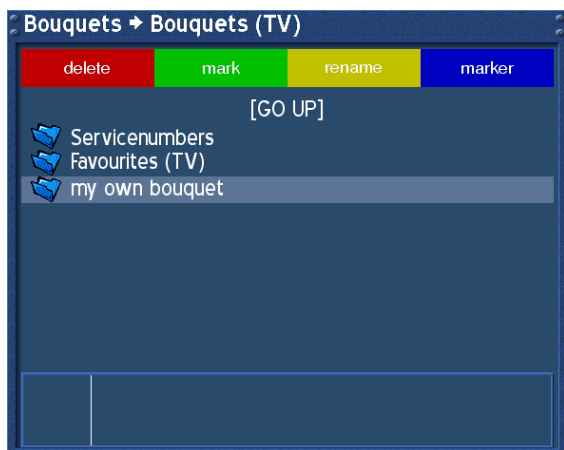 Bouquets → Bouquets (TV)
delete mark rename marker
[GO UP]
Servicenumbers
Favourites (TV)
my own bouquet